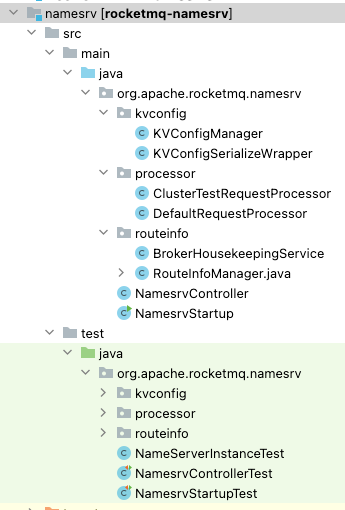 namesrv [rocketmq-namesrv]
src
main
java
org.apache.rocketmq.namesrv
kvconfig
KVConfigManager
KVConfigSerializeWrapper
processor
ClusterTestRequestProcessor
DefaultRequestProcessor
routeinfo
BrokerHousekeepingService
RouteInfoManager.java
NamesrvController
NamesrvStartup
test
java
org.apache.rocketmq.namesrv
kvconfig
processor
routeinfo
NameServerInstanceTest
NamesrvControllerTest
NamesrvStartupTest